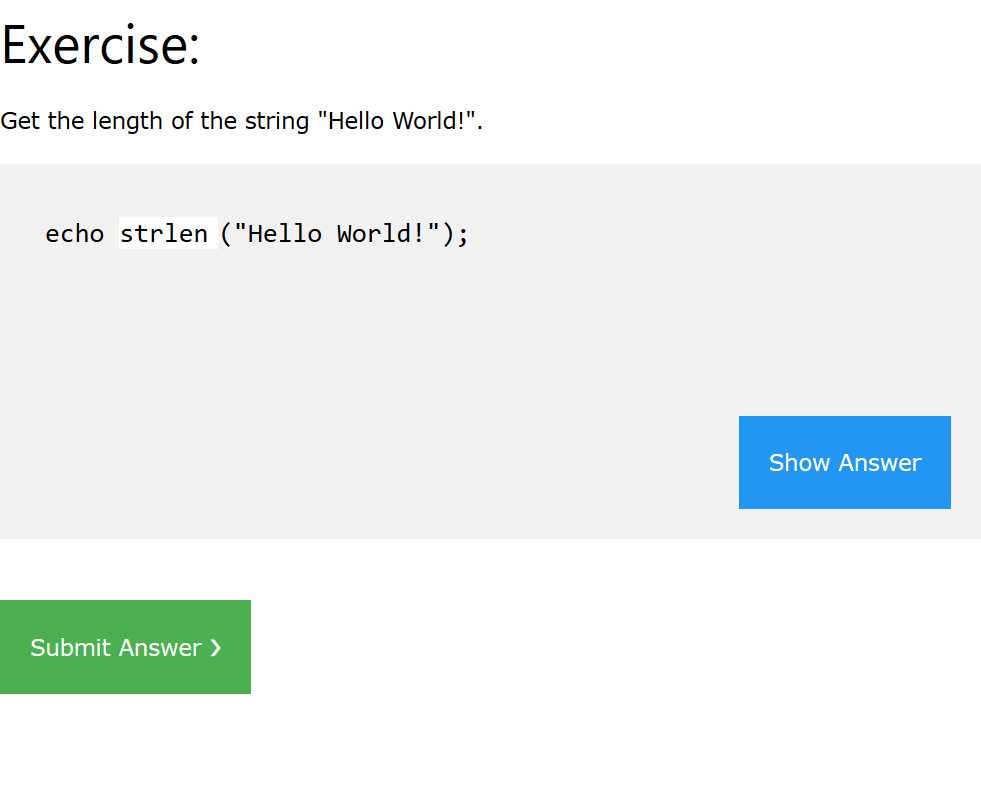 Exercise:
Get the length of the string "Hello World!".
echo strlen ("Hello World!");
Show Answer
Submit Answer ❯